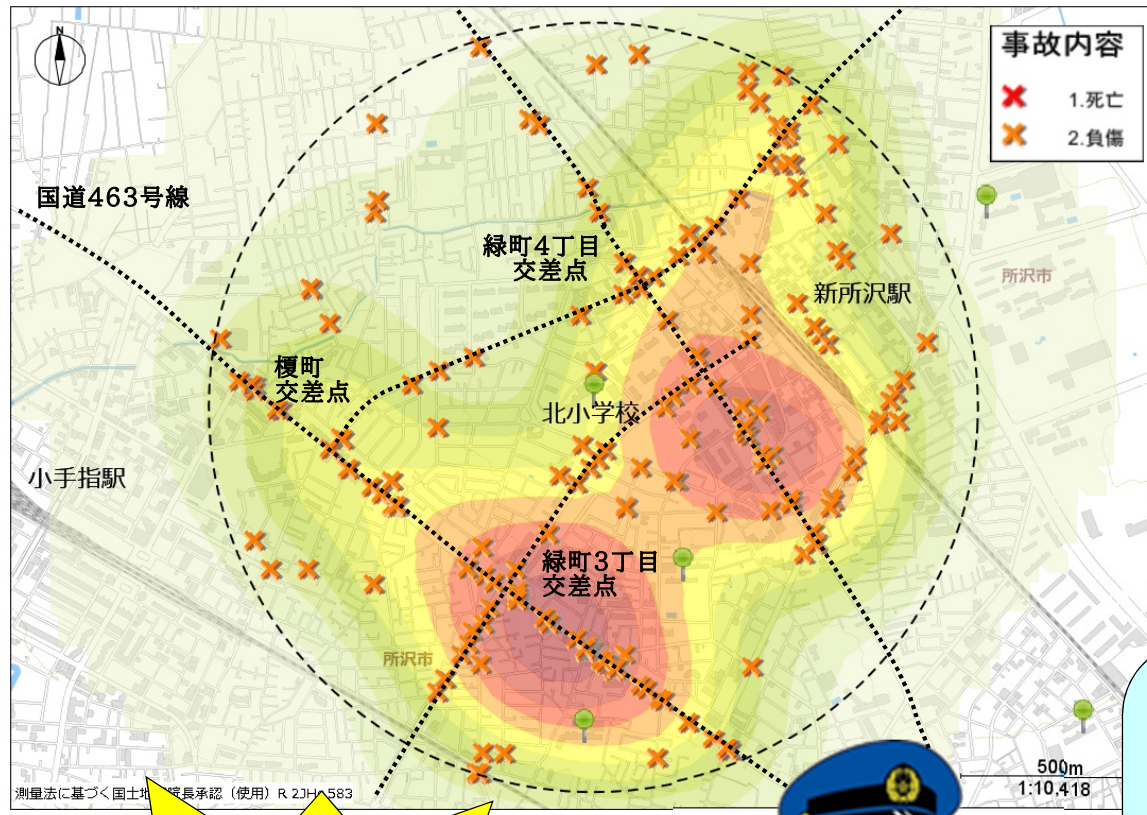 N
事故内容
1.死亡
2.負傷
国道463号線
緑町4丁目
交差点
所沢市
新所沢駅
榎町
交差点
北小学校
小手指駅
緑町3丁目
交差点
所沢市
500m
1:10,418
測量法に基づく国土地 院長承認（使用）R 2JH 583